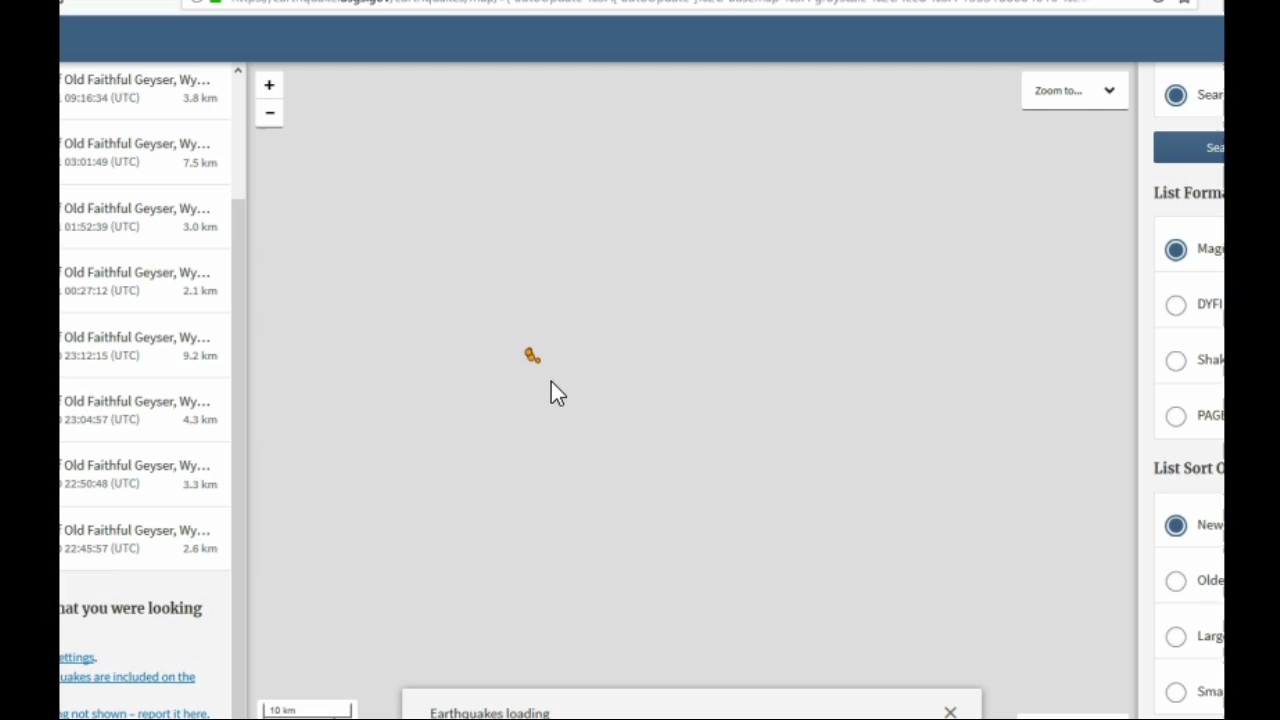 f Old Faithful Geyser, Wy...
09:16:34 (UTC) 3.8 km
f Old Faithful Geyser, Wy...
03:01:49 (UTC) 7.5 km
f Old Faithful Geyser, Wy...
01:52:39 (UTC) 3.0 km
f Old Faithful Geyser, Wy...
00:27:12 (UTC) 2.1 km
f Old Faithful Geyser, Wy...
23:12:15 (UTC) 9.2 km
f Old Faithful Geyser, Wy...
23:04:57 (UTC) 4.3 km
f Old Faithful Geyser, Wy...
22:50:48 (UTC) 3.3 km
f Old Faithful Geyser, Wy...
22:45:57 (UTC) 2.6 km
hat you were looking
ettings.
uakes are included on the
ng not shown – report it here.
+
−
Zoom to...
10 km
Earthquakes loading
Sear
Sea
List Forma
Magn
DYFI
Shak
PAGE
List Sort O
New
Olde
Larg
Sma